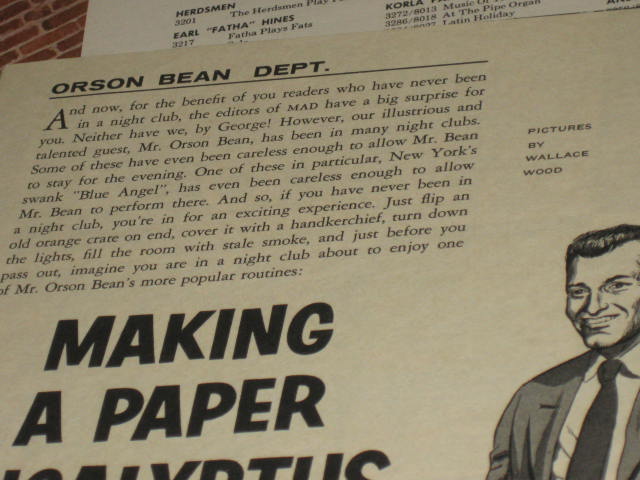 HERDSMEN
3201 The Herdsmen Play
EARL "FATHA" HINES
3217 Fatha Plays Fats
KORLA
3272/8013 Music
3286/8018 At The Pipe Organ
Latin Holiday
ORSON BEAN DEPT.
And now, for the benefit of you readers who have never been
in a night club, the editors of MAD have a big surprise for
you. Neither have we, by George! However, our illustrious and
talented guest, Mr. Orson Bean, has been in many night clubs.
Some of these have even been careless enough to allow Mr. Bean
to stay for the evening. One of these in particular, New York's
swank "Blue Angel", has even been careless enough to allow
Mr. Bean to perform there. And so, if you have never been in
a night club, you're in for an exciting experience. Just flip an
old orange crate on end, cover it with a handkerchief, turn down
the lights, fill the room with stale smoke, and just before you
pass out, imagine you are in a night club about to enjoy one
of Mr. Orson Bean's more popular routines:
PICTURES
BY
WALLACE
WOOD
MAKING
A PAPER